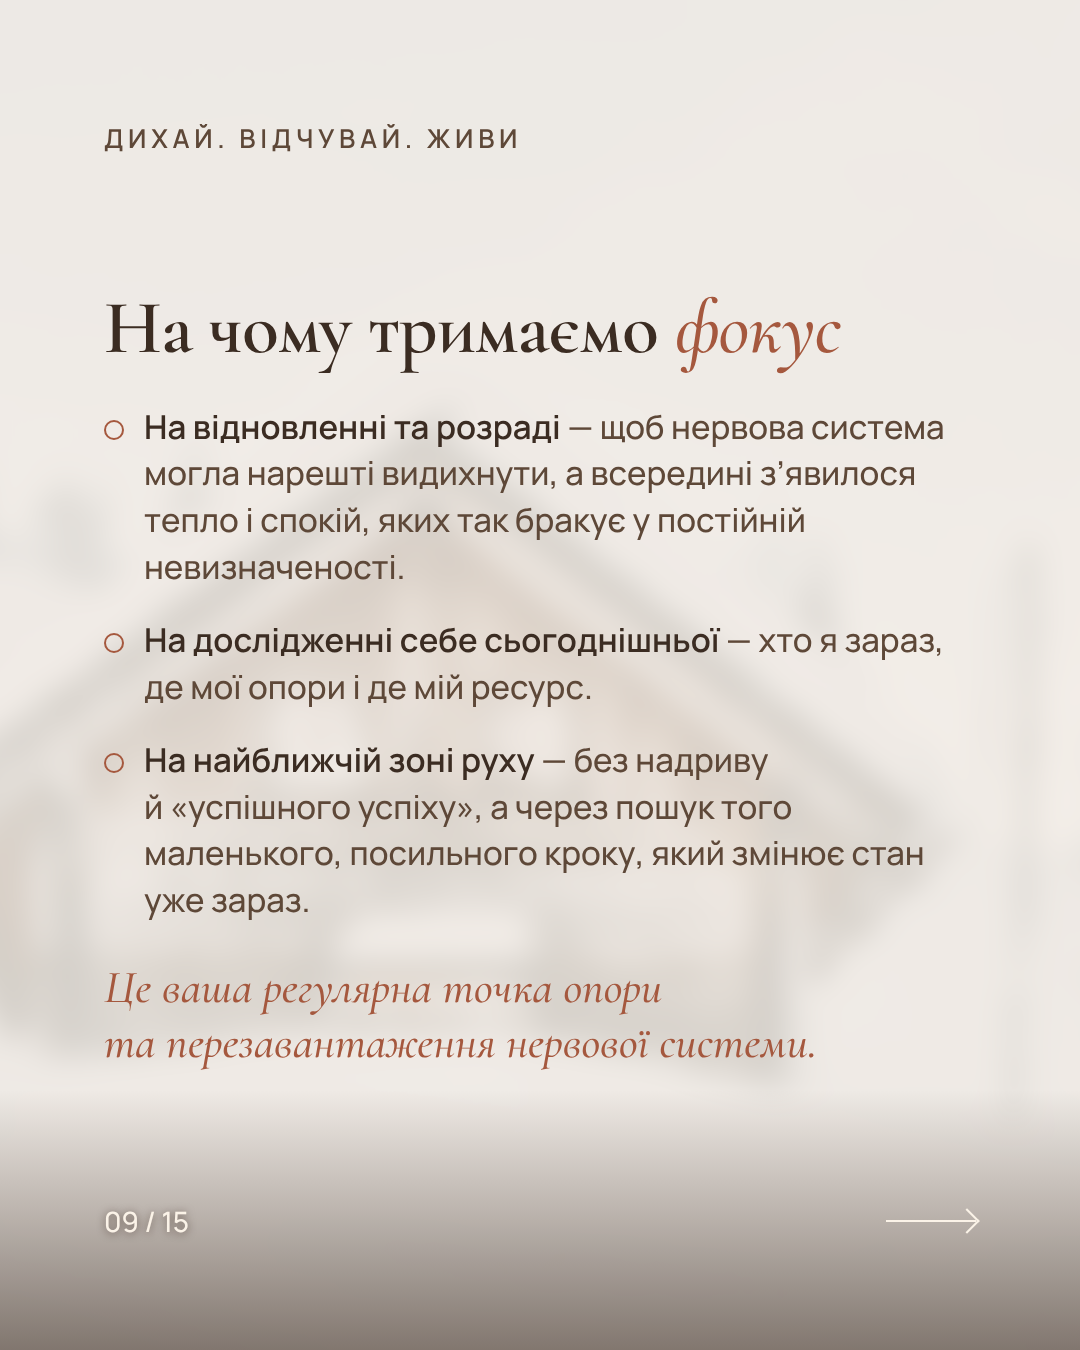 ДИХАЙ. ВІДЧУВАЙ. ЖИВИ
На чому тримаємо фокус
На відновленні та розраді — щоб нервова система
могла нарешті видихнути, а всередині з’явилося
тепло і спокій, яких так бракує у постійній
невизначеності.
На дослідженні себе сьогоднішньої — хто я зараз,
де мої опори і де мій ресурс.
На найближчій зоні руху — без надриву
й «успішного успіху», а через пошук того
маленького, посильного кроку, який змінює стан
уже зараз.
Це ваша регулярна точка опори
та перезавантаження нервової системи.
09 / 15